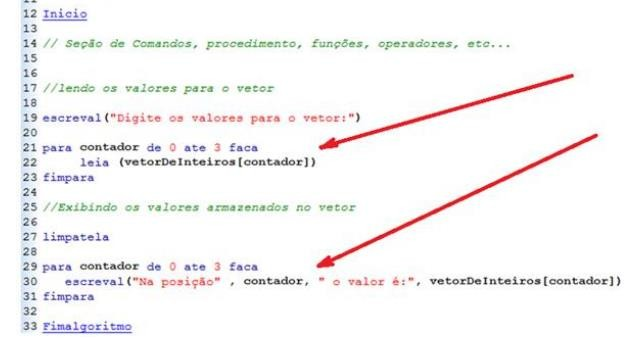 12 Inicio
13
14 // Seção de Comandos, procedimento, funções, operadores, etc...
15
16
17 //lendo os valores para o vetor
18
19 escreval("Digite os valores para o vetor:")
20
21 para contador de 0 ate 3 faca
22 leia (vetorDeInteiros[contador])
23 fimpara
24
25 //Exibindo os valores armazenados no vetor
26
27 limpatela
28
29 para contador de 0 ate 3 faca
30 escreval("Na posição" , contador, " o valor é:", vetorDeInteiros[contador])
31 fimpara
32
33 Fimalgoritmo